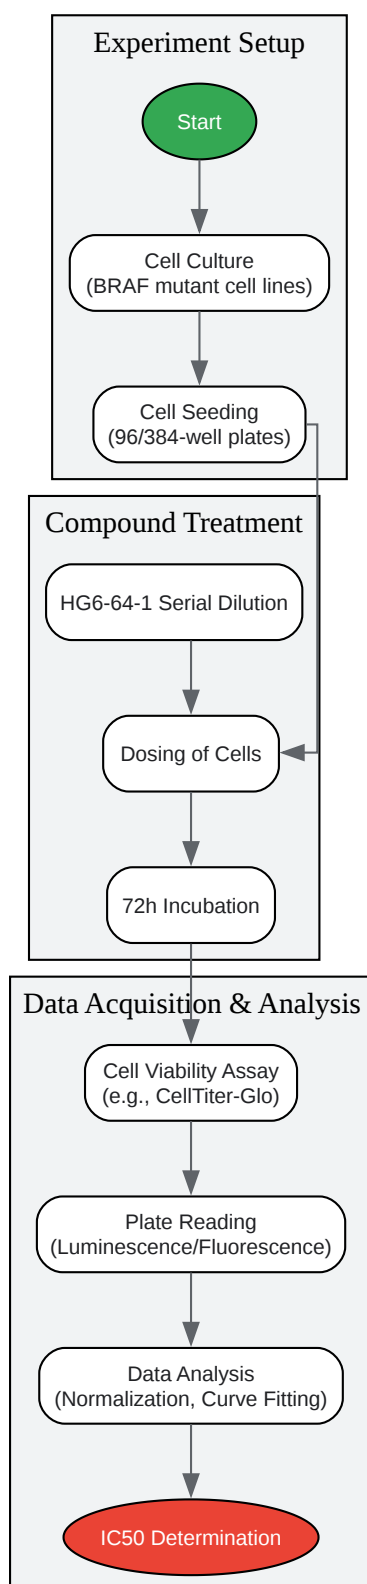 Experiment Setup
Start
Cell Culture
(BRAF mutant cell lines)
Cell Seeding
(96/384-well plates)
Compound Treatment
HG6-64-1 Serial Dilution
Dosing of Cells
72h Incubation
Data Acquisition & Analysis
Cell Viability Assay
(e.g., CellTiter-Glo)
Plate Reading
(Luminescence/Fluorescence)
Data Analysis
(Normalization, Curve Fitting)
IC50 Determination